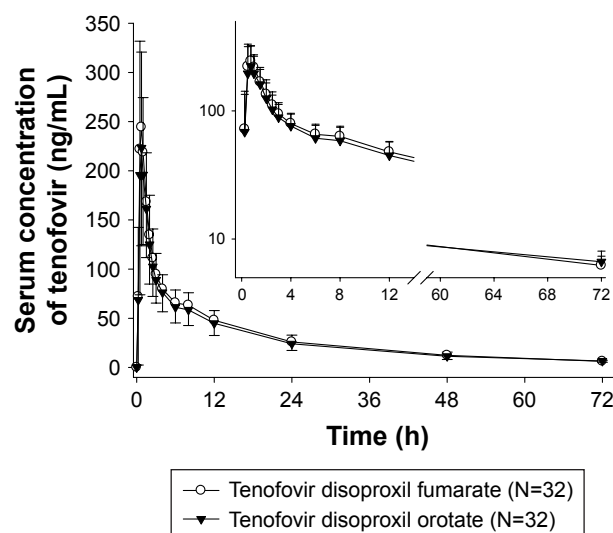 Serum concentration
of tenofovir (ng/mL)
350
300
250
200
150
100
50
0
100
10
0 4 8 12 60 64 68 72
0 12 24 36 48 60 72
Time (h)
Tenofovir disoproxil fumarate (N=32)
Tenofovir disoproxil orotate (N=32)